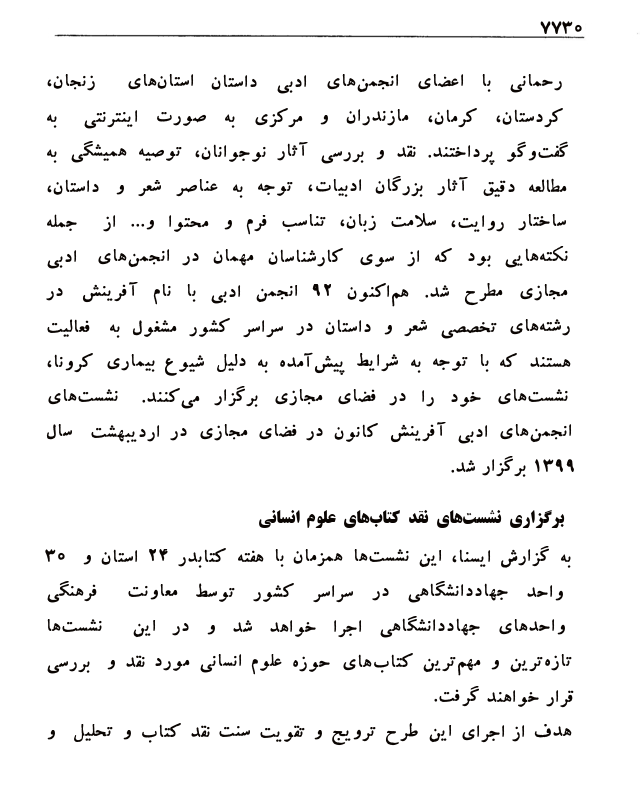 ۷۷۳۰
رحمانی با اعضای انجمن‌های ادبی داستان استان‌های زنجان،
کردستان، کرمان، مازندران و مرکزی به صورت اینترنتی به
گفت‌وگو پرداختند. نقد و بررسی آثار نوجوانان، توصیه همیشگی به
مطالعه دقیق آثار بزرگان ادبیات، توجه به عناصر شعر و داستان،
ساختار روایت، سلامت زبان، تناسب فرم و محتوا و... از جمله
نکته‌هایی بود که از سوی کارشناسان مهمان در انجمن‌های ادبی
مجازی مطرح شد. هم‌اکنون ۹۲ انجمن ادبی با نام آفرینش در
رشته‌های تخصصی شعر و داستان در سراسر کشور مشغول به فعالیت
هستند که با توجه به شرایط پیش‌آمده به دلیل شیوع بیماری کرونا،
نشست‌های خود را در فضای مجازی برگزار می‌کنند. نشست‌های
انجمن‌های ادبی آفرینش کانون در فضای مجازی در اردیبهشت سال
۱۳۹۹ برگزار شد.
برگزاری نشست‌های نقد کتاب‌های علوم انسانی
به گزارش ایسنا، این نشست‌ها همزمان با هفته کتابدر ۲۴ استان و ۳۰
واحد جهاددانشگاهی در سراسر کشور توسط معاونت فرهنگی
واحدهای جهاددانشگاهی اجرا خواهد شد و در این نشست‌ها
تازه‌ترین و مهم‌ترین کتاب‌های حوزه علوم انسانی مورد نقد و بررسی
قرار خواهند گرفت.
هدف از اجرای این طرح ترویج و تقویت سنت نقد کتاب و تحلیل و